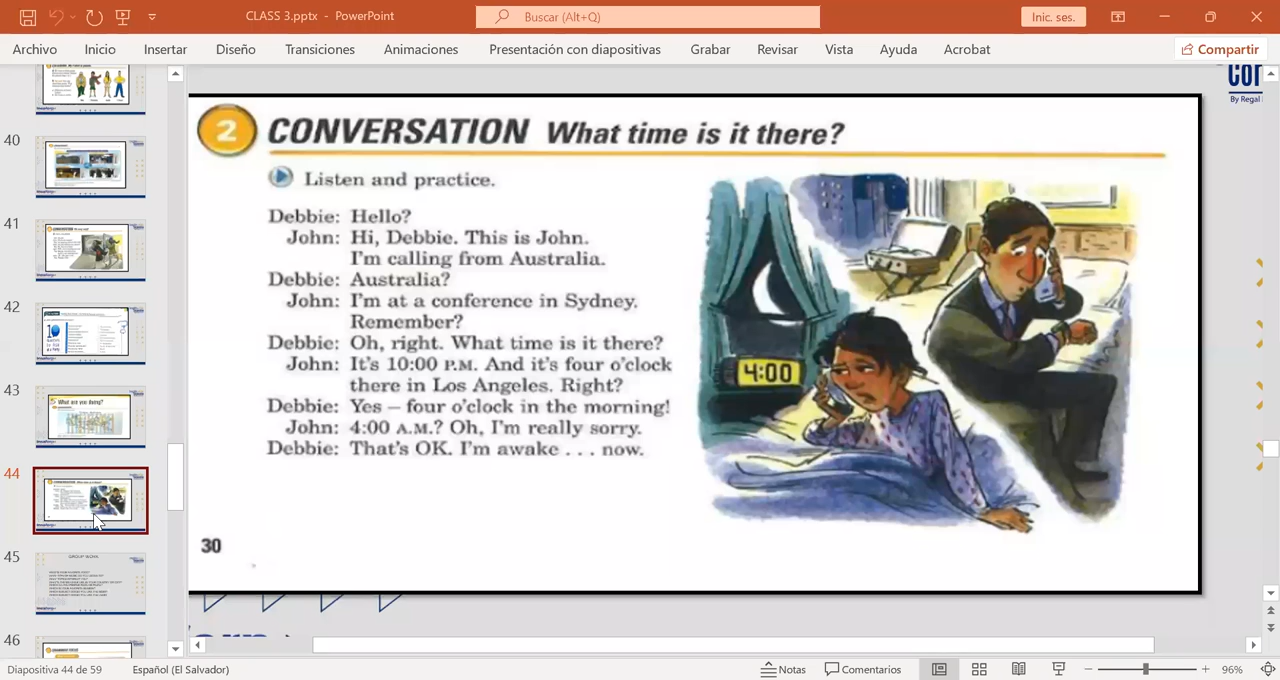 CLASS 3.pptx - PowerPoint
Buscar (Alt+Q)
Inic. ses.
Archivo Inicio Insertar Diseño Transiciones Animaciones Presentación con diapositivas Grabar Revisar Vista Ayuda Acrobat Compartir
By Regal
40
41
42
43
What are you doing?
44
45
46
2 CONVERSATION What time is it there?
Listen and practice.
Debbie: Hello?
John: Hi, Debbie. This is John.
I'm calling from Australia.
Debbie: Australia?
John: I'm at a conference in Sydney.
Remember?
Debbie: Oh, right. What time is it there?
John: It's 10:00 P.M. And it's four o'clock
there in Los Angeles. Right?
Debbie: Yes – four o'clock in the morning!
John: 4:00 A.M.? Oh, I'm really sorry.
Debbie: That's OK. I'm awake . . . now.
4:00
30
Diapositiva 44 de 59 Español (El Salvador) Notas Comentarios 96%